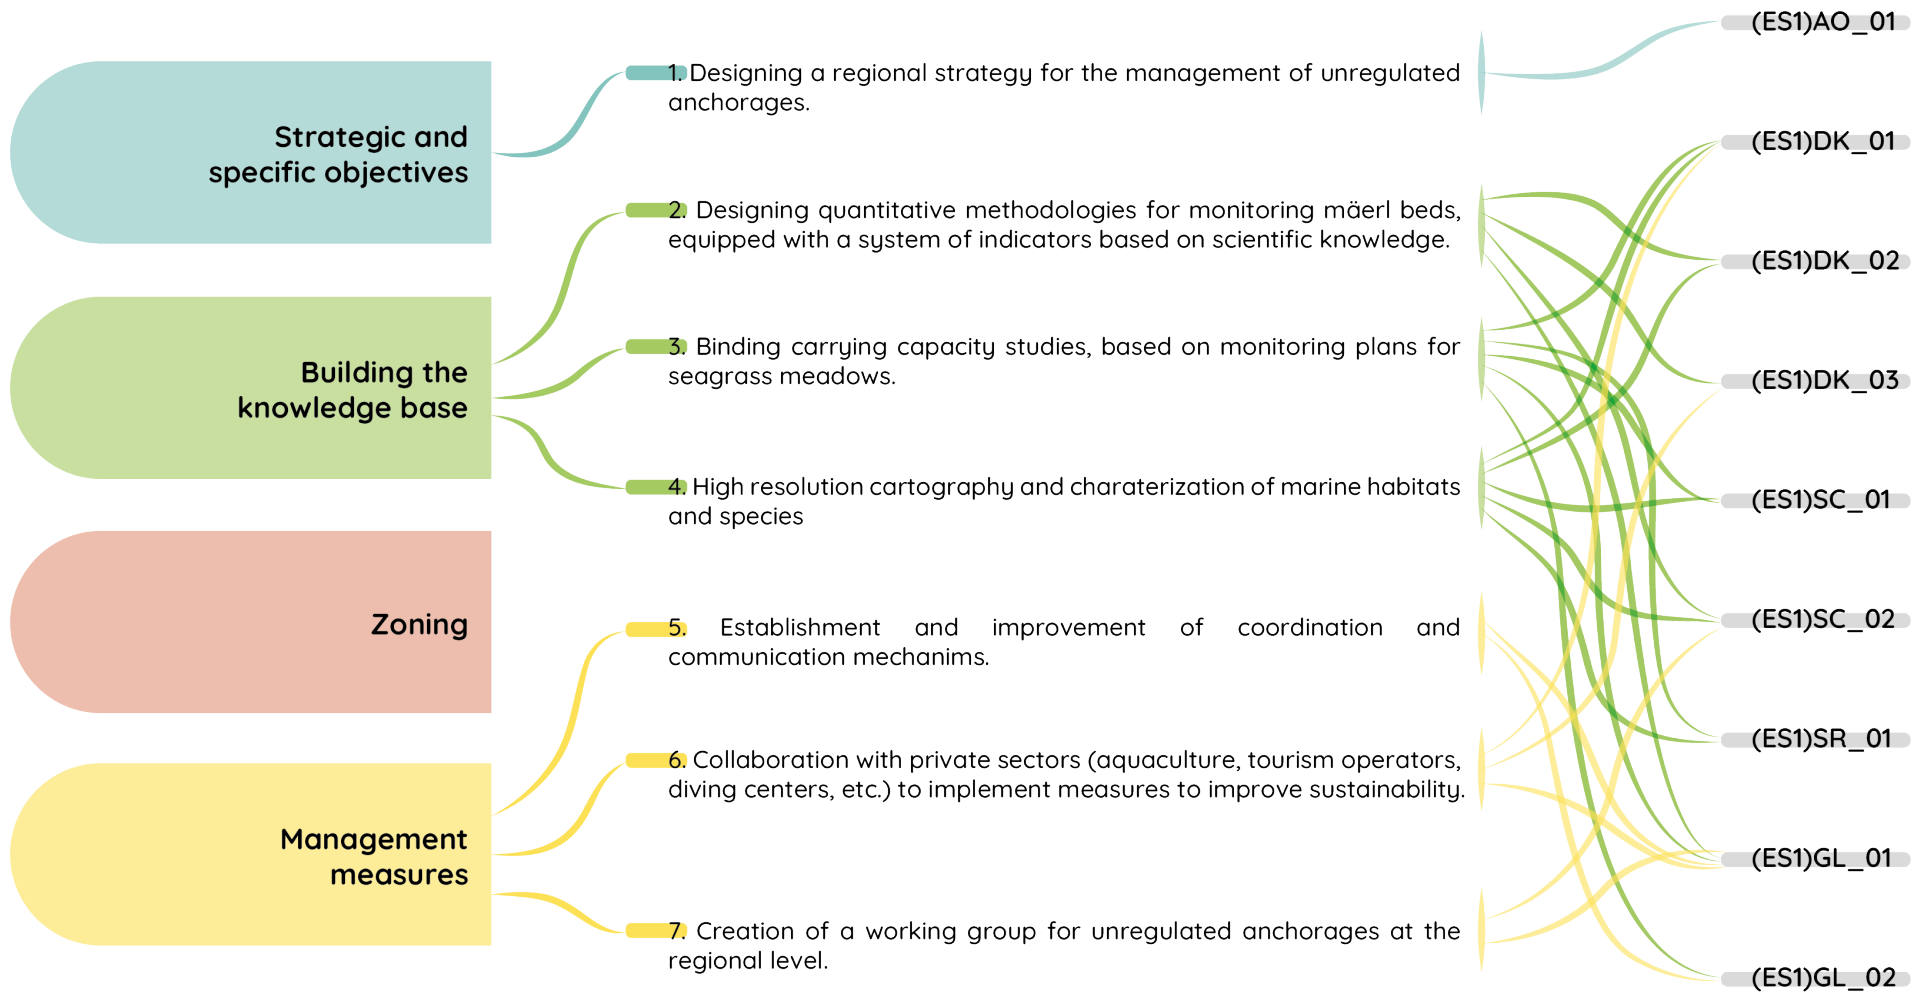 Strategic and
specific objectives
Building the
knowledge base
Zoning
Management
measures
1. Designing a regional strategy for the management of unregulated
anchorages.
2. Designing quantitative methodologies for monitoring mäerl beds,
equipped with a system of indicators based on scientific knowledge.
3. Binding carrying capacity studies, based on monitoring plans for
seagrass meadows.
4. High resolution cartography and charaterization of marine habitats
and species
5. Establishment and improvement of coordination and
communication mechanims.
6. Collaboration with private sectors (aquaculture, tourism operators,
diving centers, etc.) to implement measures to improve sustainability.
7. Creation of a working group for unregulated anchorages at the
regional level.
(ES1)AO_01
(ES1)DK_01
(ES1)DK_02
(ES1)DK_03
(ES1)SC_01
(ES1)SC_02
(ES1)SR_01
(ES1)GL_01
(ES1)GL_02